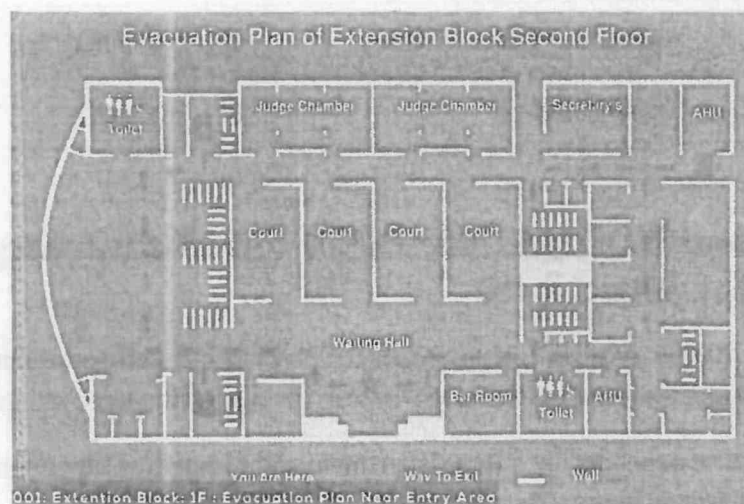 Evacuation Plan of Extension Block Second Floor
Judge Chamber
Judge Chamber
Secretary's
AHU
Toilet
Court
Court
Court
Court
Waiting Hall
Bar Room
Toilet
AHU
You Are Here
Way To Exit
Wall
001: Extention Block: 1F : Evacuation Plan Near Entry Area